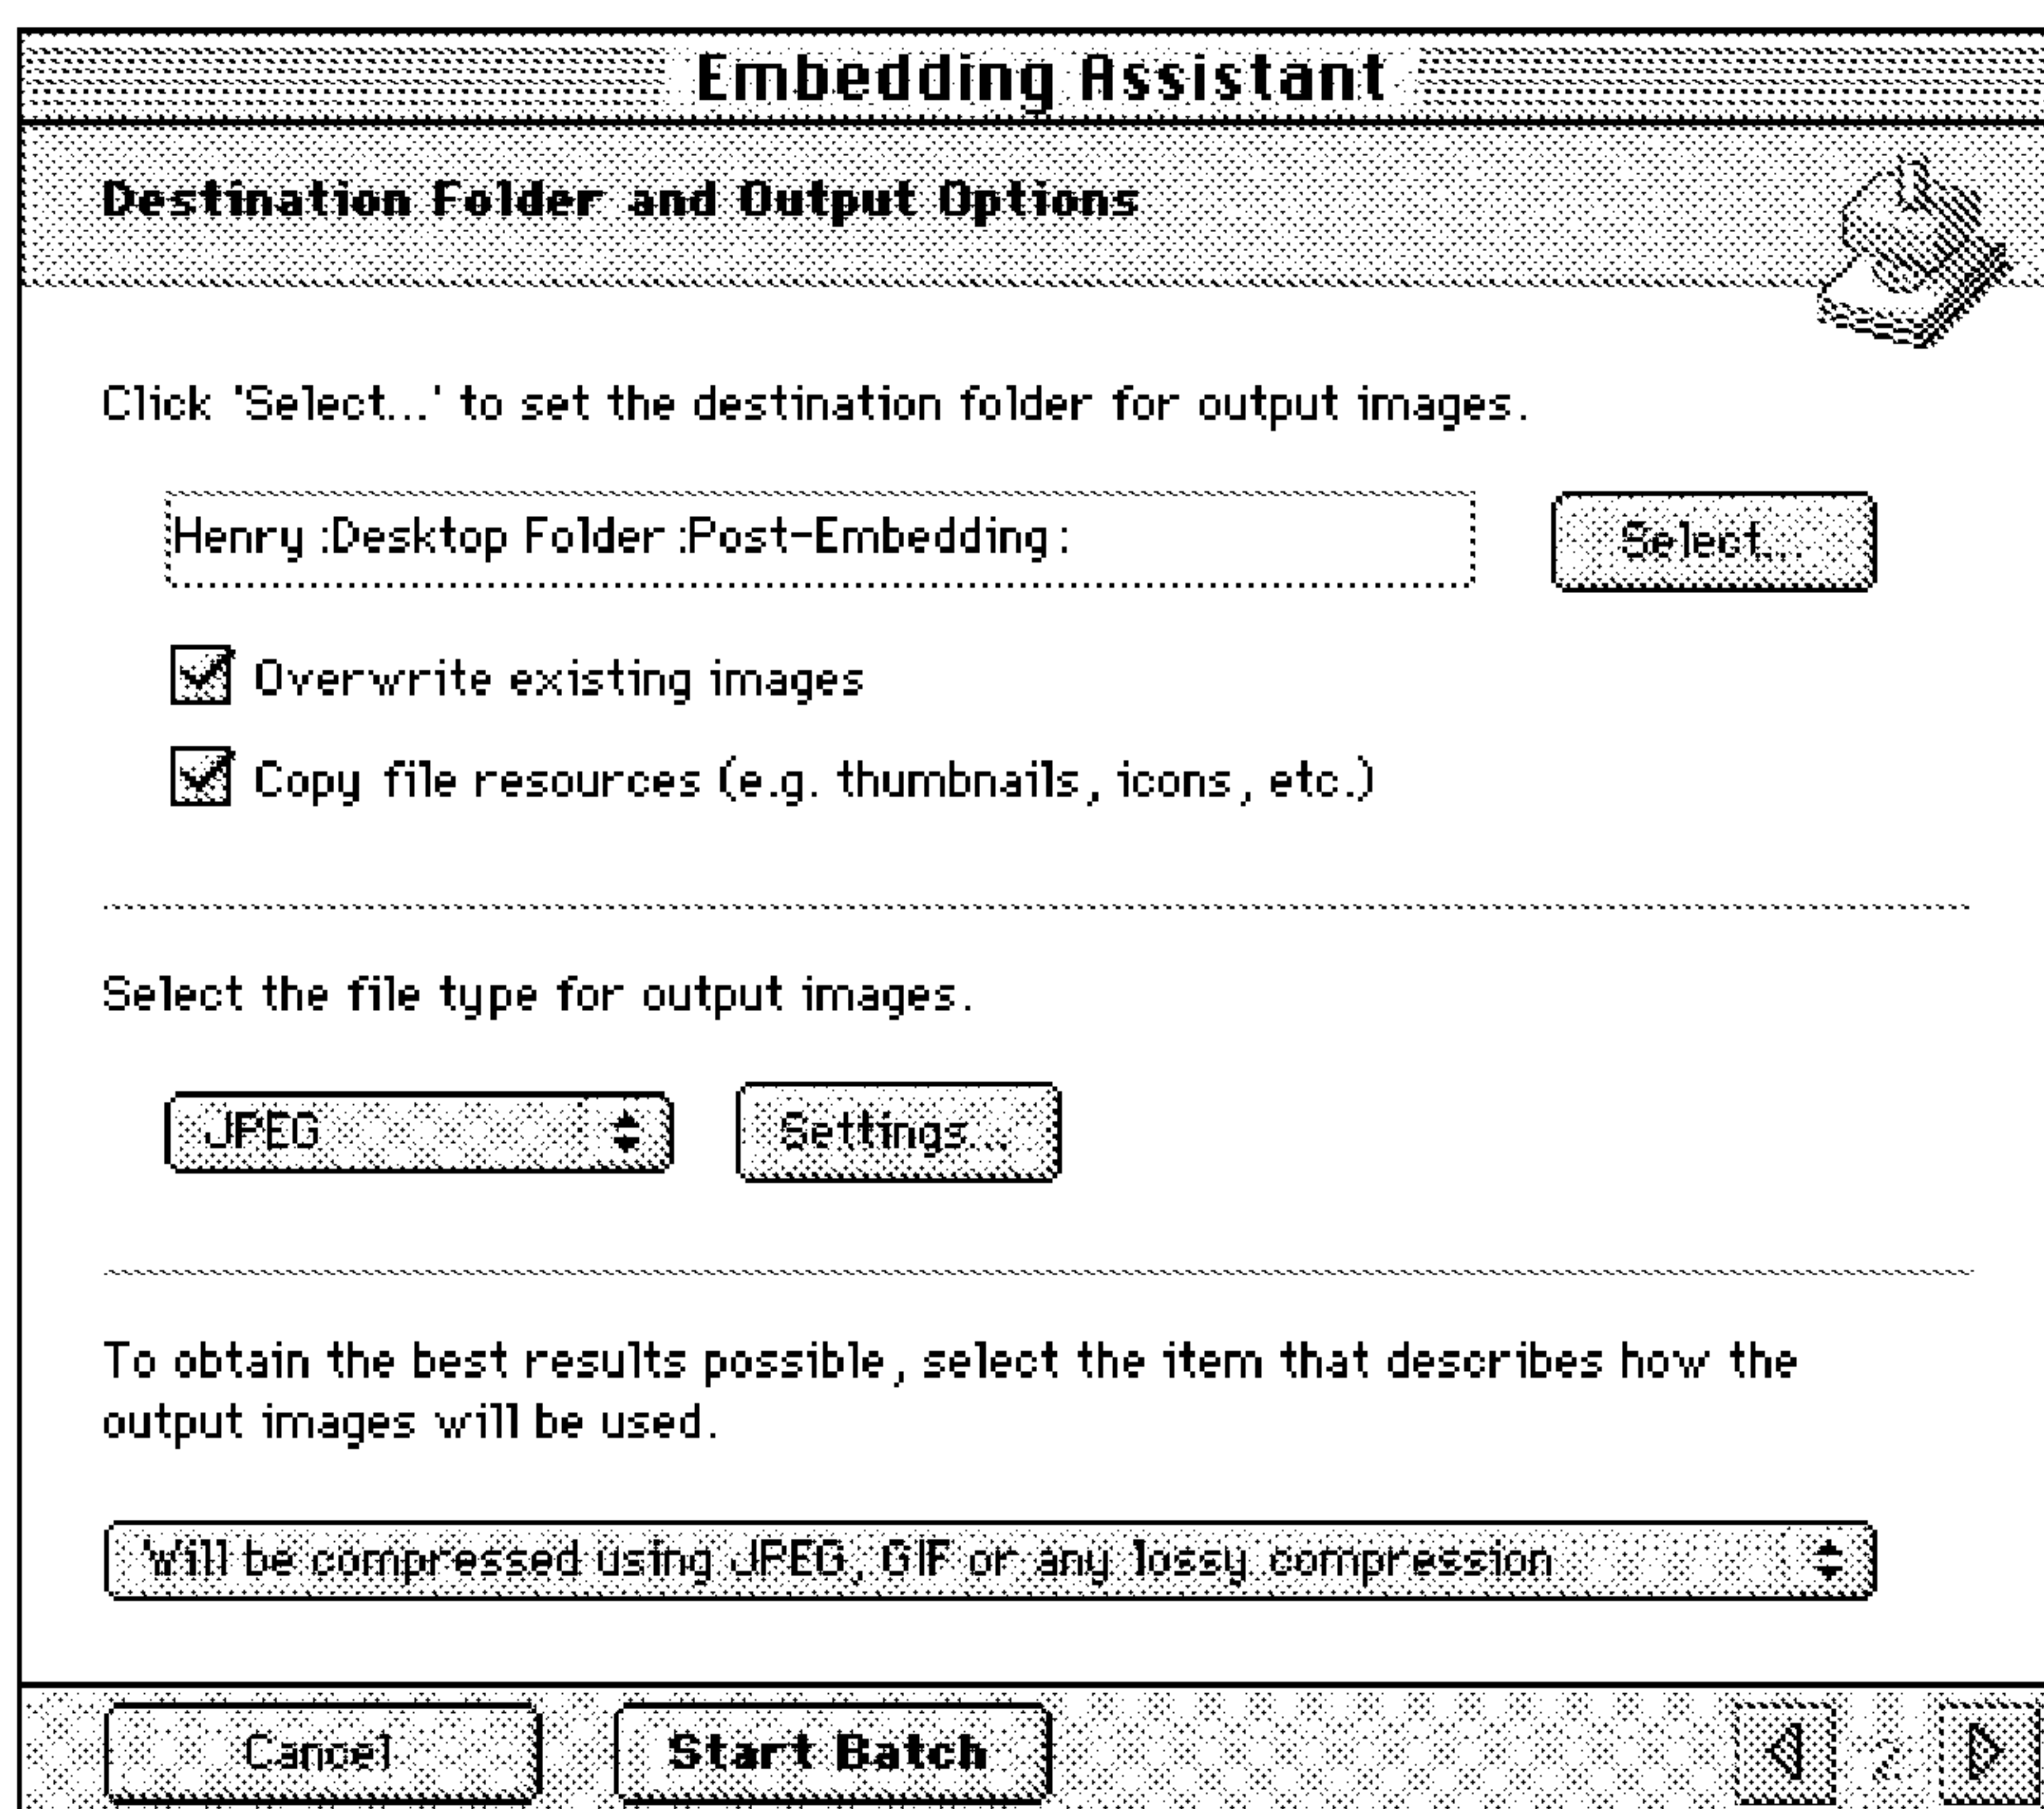 Embedding Assistant
Destination Folder and Output Options
Click 'Select...' to set the destination folder for output images.
Henry :Desktop Folder :Post-Embedding :
Select...
Overwrite existing images
Copy file resources (e.g. thumbnails, icons, etc.)
Select the file type for output images.
JPEG
Settings...
To obtain the best results possible, select the item that describes how the
output images will be used.
Will be compressed using JPEG, GIF or any lossy compression
Cancel
Start Batch
2